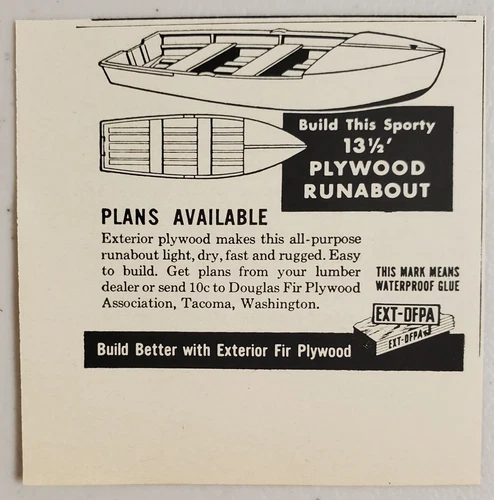 Build This Sporty
13½'
PLYWOOD
RUNABOUT
PLANS AVAILABLE
Exterior plywood makes this all-purpose
runabout light, dry, fast and rugged. Easy
to build. Get plans from your lumber
dealer or send 10c to Douglas Fir Plywood
Association, Tacoma, Washington.
THIS MARK MEANS
WATERPROOF GLUE
EXT-DFPA
EXT-DFPA
Build Better with Exterior Fir Plywood